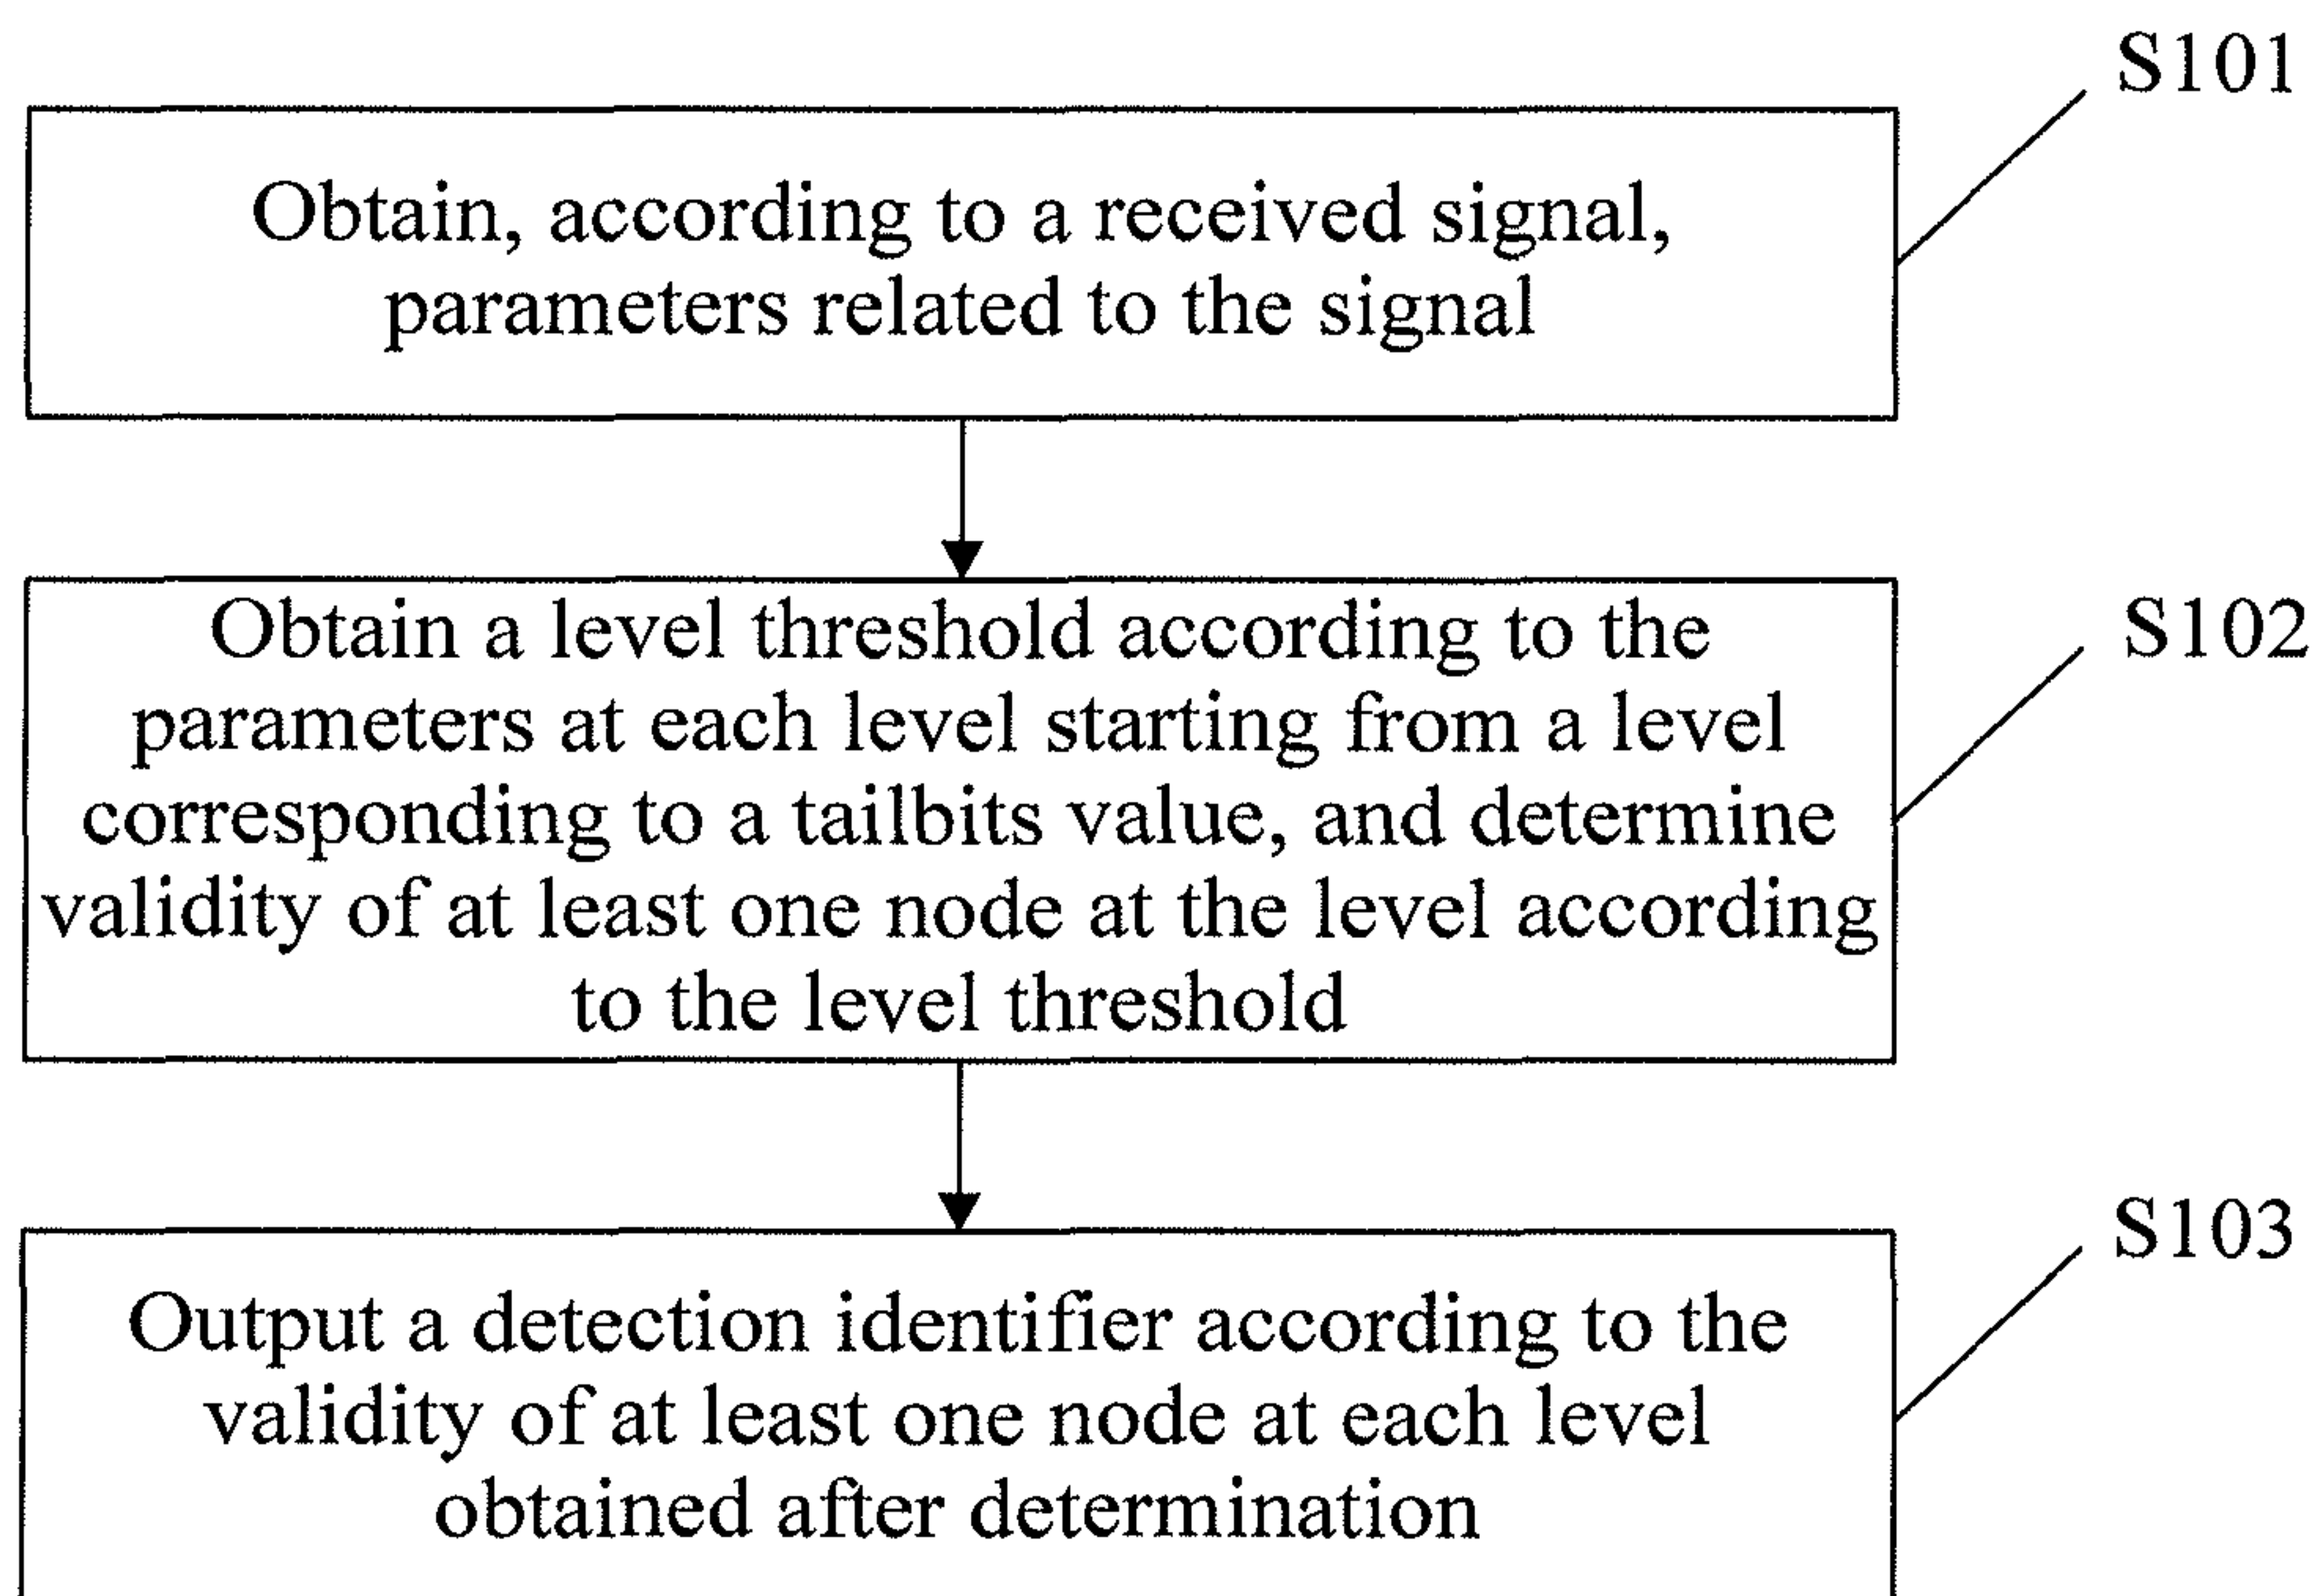 S101
Obtain, according to a received signal,
parameters related to the signal
S102
Obtain a level threshold according to the
parameters at each level starting from a level
corresponding to a tailbits value, and determine
validity of at least one node at the level according
to the level threshold
S103
Output a detection identifier according to the
validity of at least one node at each level
obtained after determination